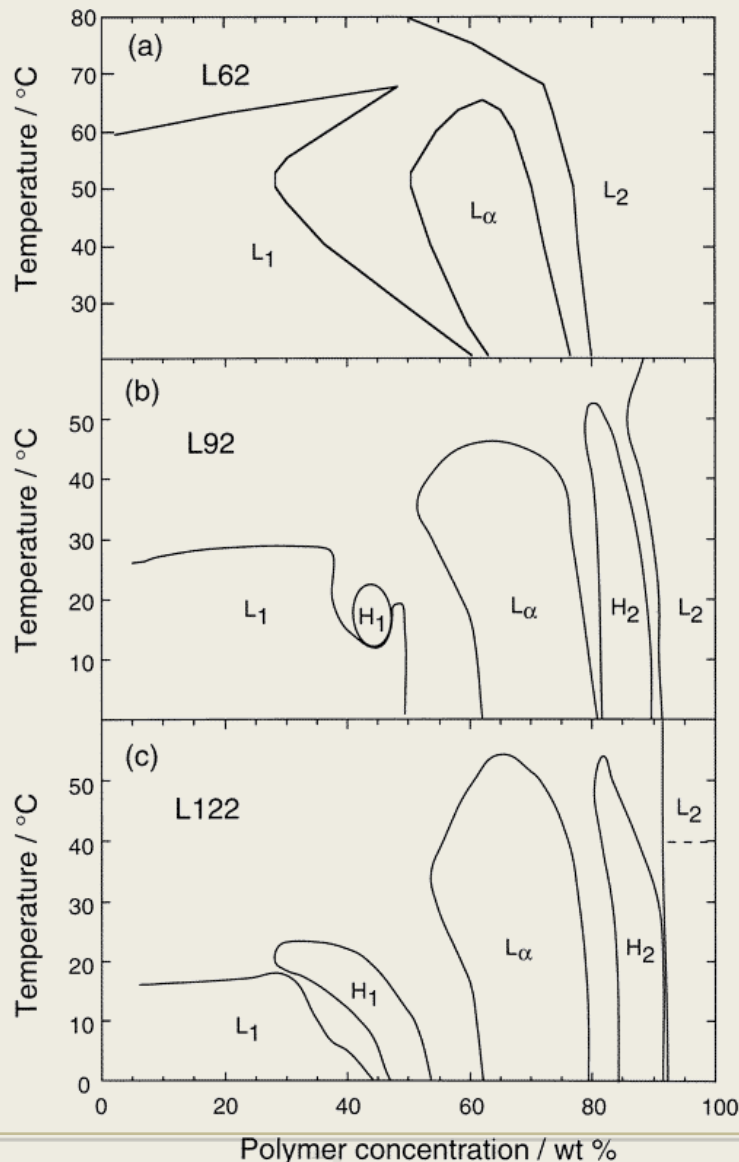 (a)
L62
80
70
60
50
40
30
Temperature / °C
L1
Lα
L2
(b)
L92
50
40
30
20
10
Temperature / °C
L1
H1
Lα
H2
L2
(c)
L122
50
40
30
20
10
0
Temperature / °C
L1
H1
Lα
H2
L2
0 20 40 60 80 100
Polymer concentration / wt %